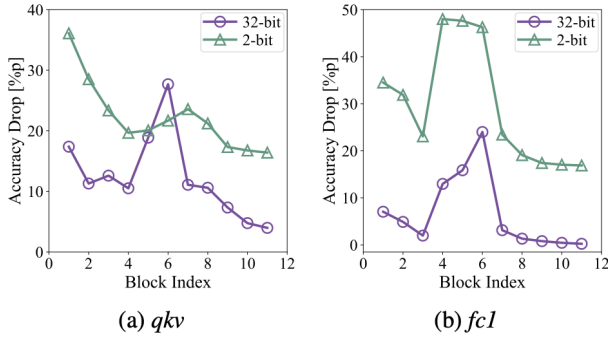 40
30
20
10
0
Accuracy Drop [%p]
32-bit
2-bit
0 2 4 6 8 10 12
Block Index
(a) qkv
50
40
30
20
10
0
Accuracy Drop [%p]
32-bit
2-bit
0 2 4 6 8 10 12
Block Index
(b) fc1